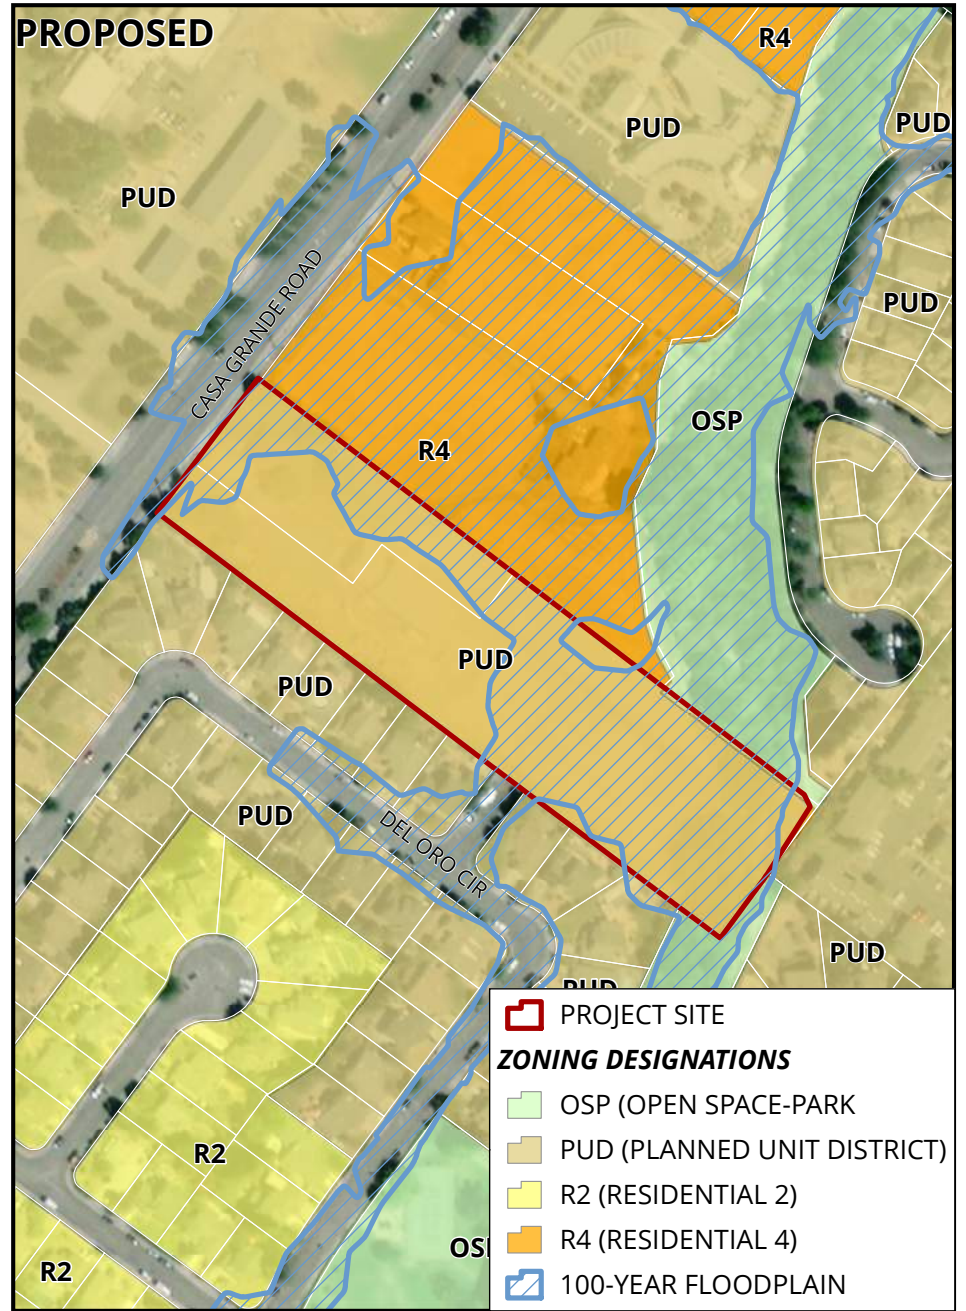 PROPOSED
R4
PUD
PUD
PUD
CASA GRANDE ROAD
PUD
OSP
R4
PUD
PUD
PUD
DEL ORO CIR
PUD
PUD
R2
OSP
R2
PROJECT SITE
ZONING DESIGNATIONS
OSP (OPEN SPACE-PARK
PUD (PLANNED UNIT DISTRICT)
R2 (RESIDENTIAL 2)
R4 (RESIDENTIAL 4)
100-YEAR FLOODPLAIN